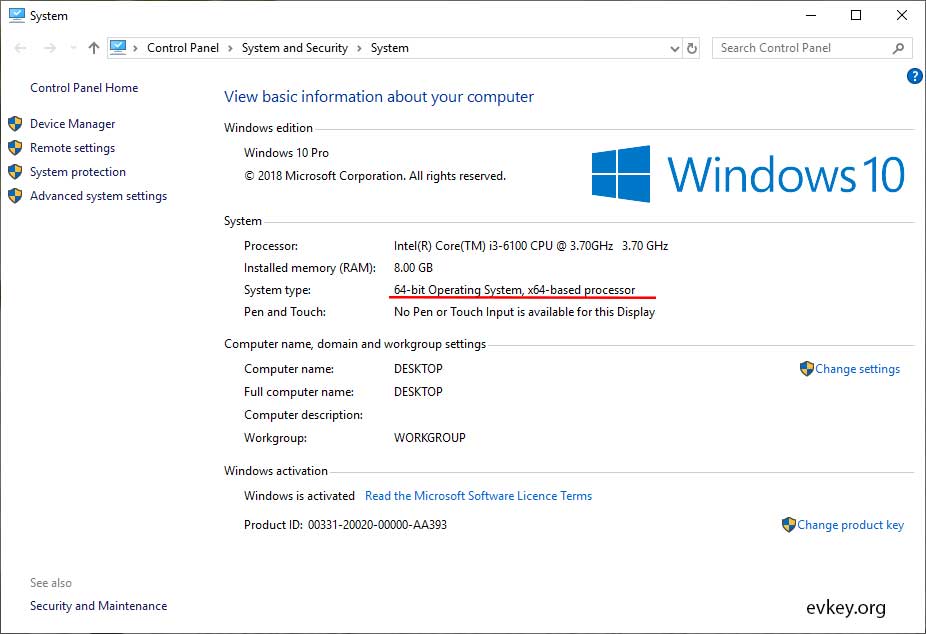 System
Control Panel > System and Security > System
Search Control Panel
?
Control Panel Home
Device Manager
Remote settings
System protection
Advanced system settings
View basic information about your computer
Windows edition
Windows 10 Pro
© 2018 Microsoft Corporation. All rights reserved.
Windows 10
System
Processor: Intel(R) Core(TM) i3-6100 CPU @ 3.70GHz 3.70 GHz
Installed memory (RAM): 8.00 GB
System type: 64-bit Operating System, x64-based processor
Pen and Touch: No Pen or Touch Input is available for this Display
Computer name, domain and workgroup settings
Computer name: DESKTOP
Change settings
Full computer name: DESKTOP
Computer description:
Workgroup: WORKGROUP
Windows activation
Windows is activated Read the Microsoft Software Licence Terms
Product ID: 00331-20020-00000-AA393
Change product key
See also
Security and Maintenance
evkey.org